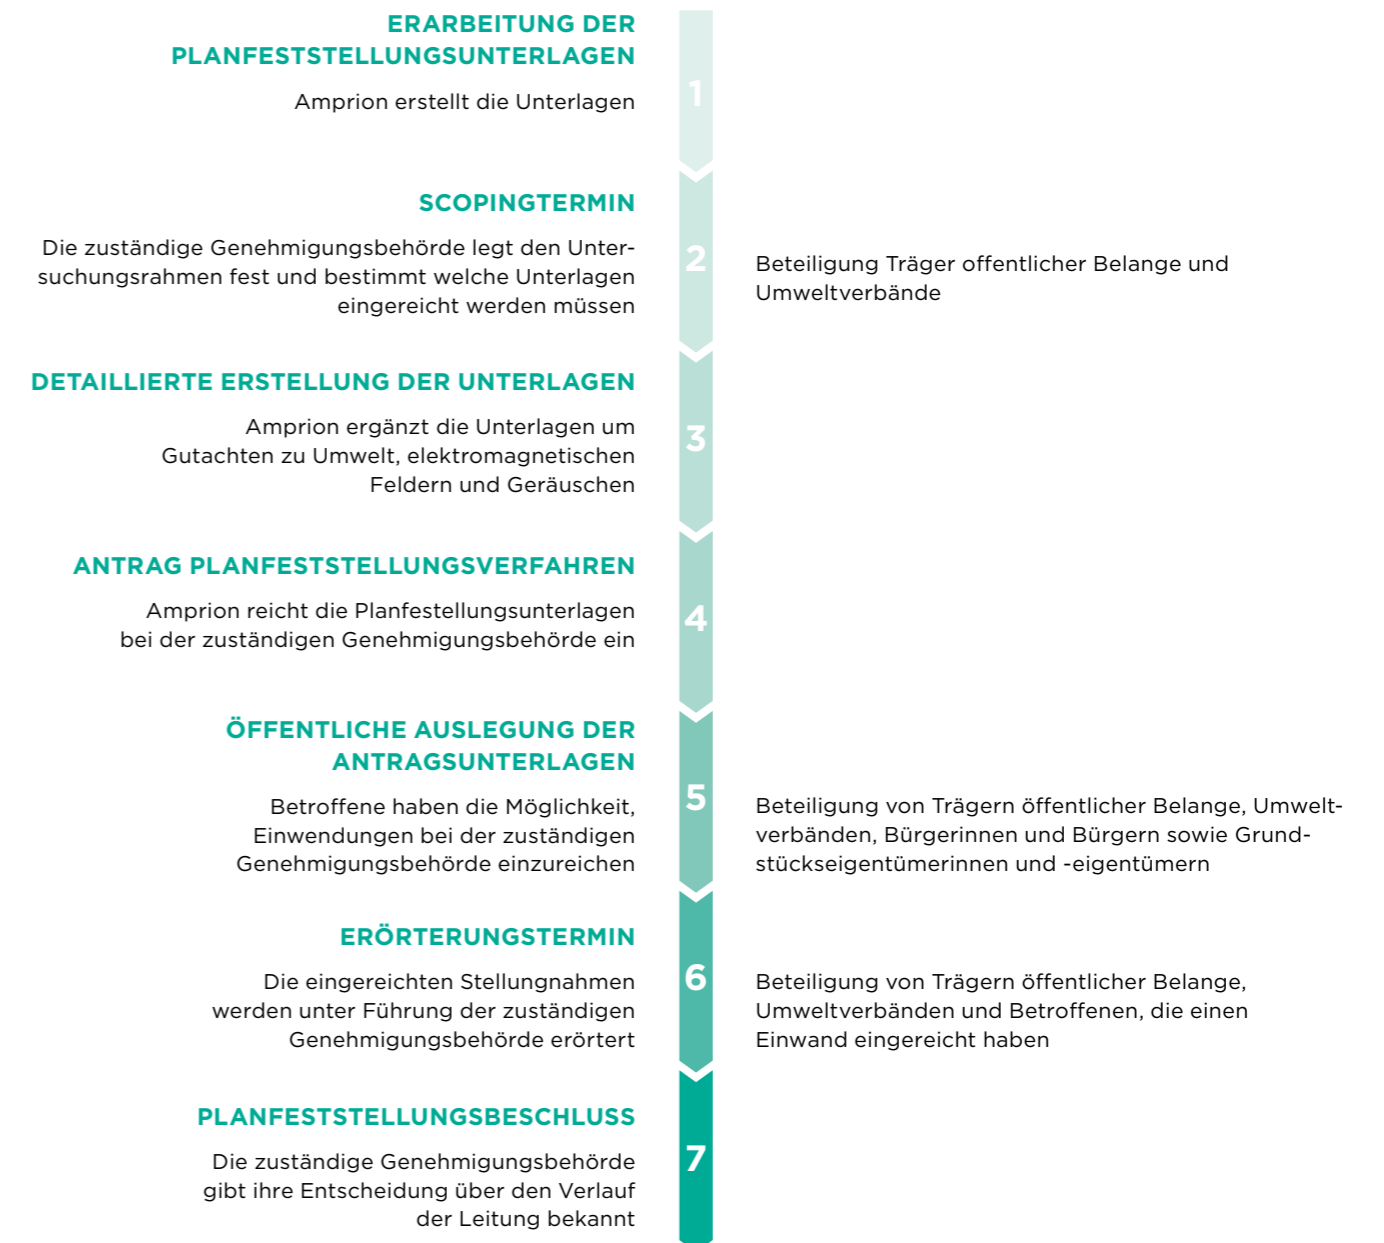 ERARBEITUNG DER
PLANFESTSTELLUNGSUNTERLAGEN
Amprion erstellt die Unterlagen
1
SCOPINGTERMIN
Die zuständige Genehmigungsbehörde legt den Unter-
suchungsrahmen fest und bestimmt welche Unterlagen
eingereicht werden müssen
2
Beteiligung Träger offentlicher Belange und
Umweltverbände
DETAILLIERTE ERSTELLUNG DER UNTERLAGEN
Amprion ergänzt die Unterlagen um
Gutachten zu Umwelt, elektromagnetischen
Feldern und Geräuschen
3
ANTRAG PLANFESTSTELLUNGSVERFAHREN
Amprion reicht die Planfestellungsunterlagen
bei der zuständigen Genehmigungsbehörde ein
4
ÖFFENTLICHE AUSLEGUNG DER
ANTRAGSUNTERLAGEN
Betroffene haben die Möglichkeit,
Einwendungen bei der zuständigen
Genehmigungsbehörde einzureichen
5
Beteiligung von Trägern öffentlicher Belange, Umwelt-
verbänden, Bürgerinnen und Bürgern sowie Grund-
stückseigentümerinnen und -eigentümern
ERÖRTERUNGSTERMIN
Die eingereichten Stellungnahmen
werden unter Führung der zuständigen
Genehmigungsbehörde erörtert
6
Beteiligung von Trägern öffentlicher Belange,
Umweltverbänden und Betroffenen, die einen
Einwand eingereicht haben
PLANFESTSTELLUNGSBESCHLUSS
Die zuständige Genehmigungsbehörde
gibt ihre Entscheidung über den Verlauf
der Leitung bekannt
7